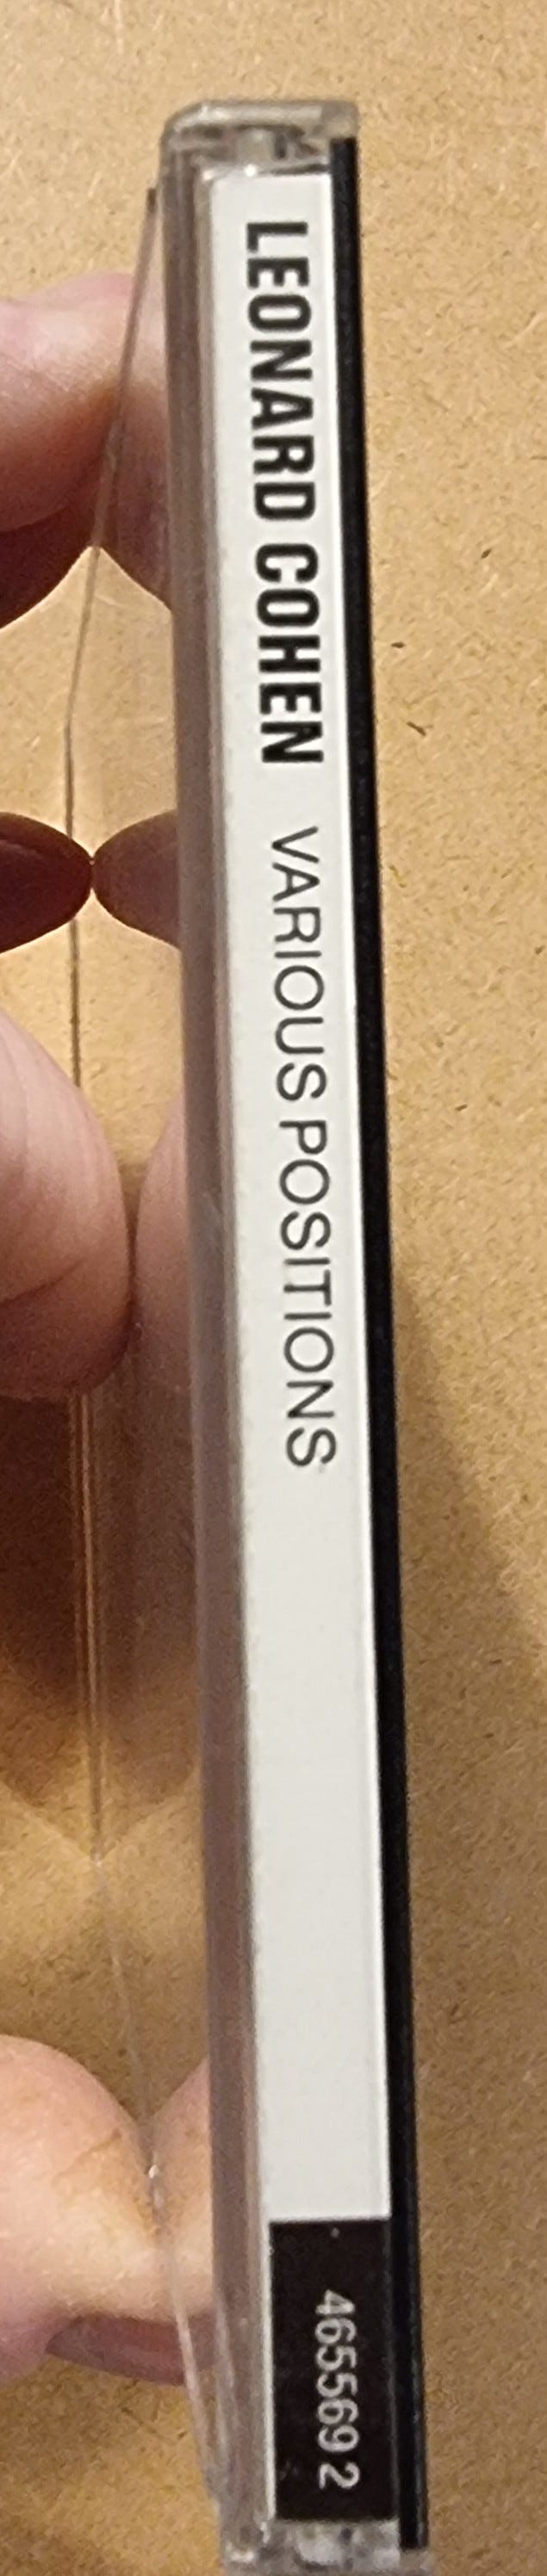 LEONARD COHEN VARIOUS POSITIONS
465569 2